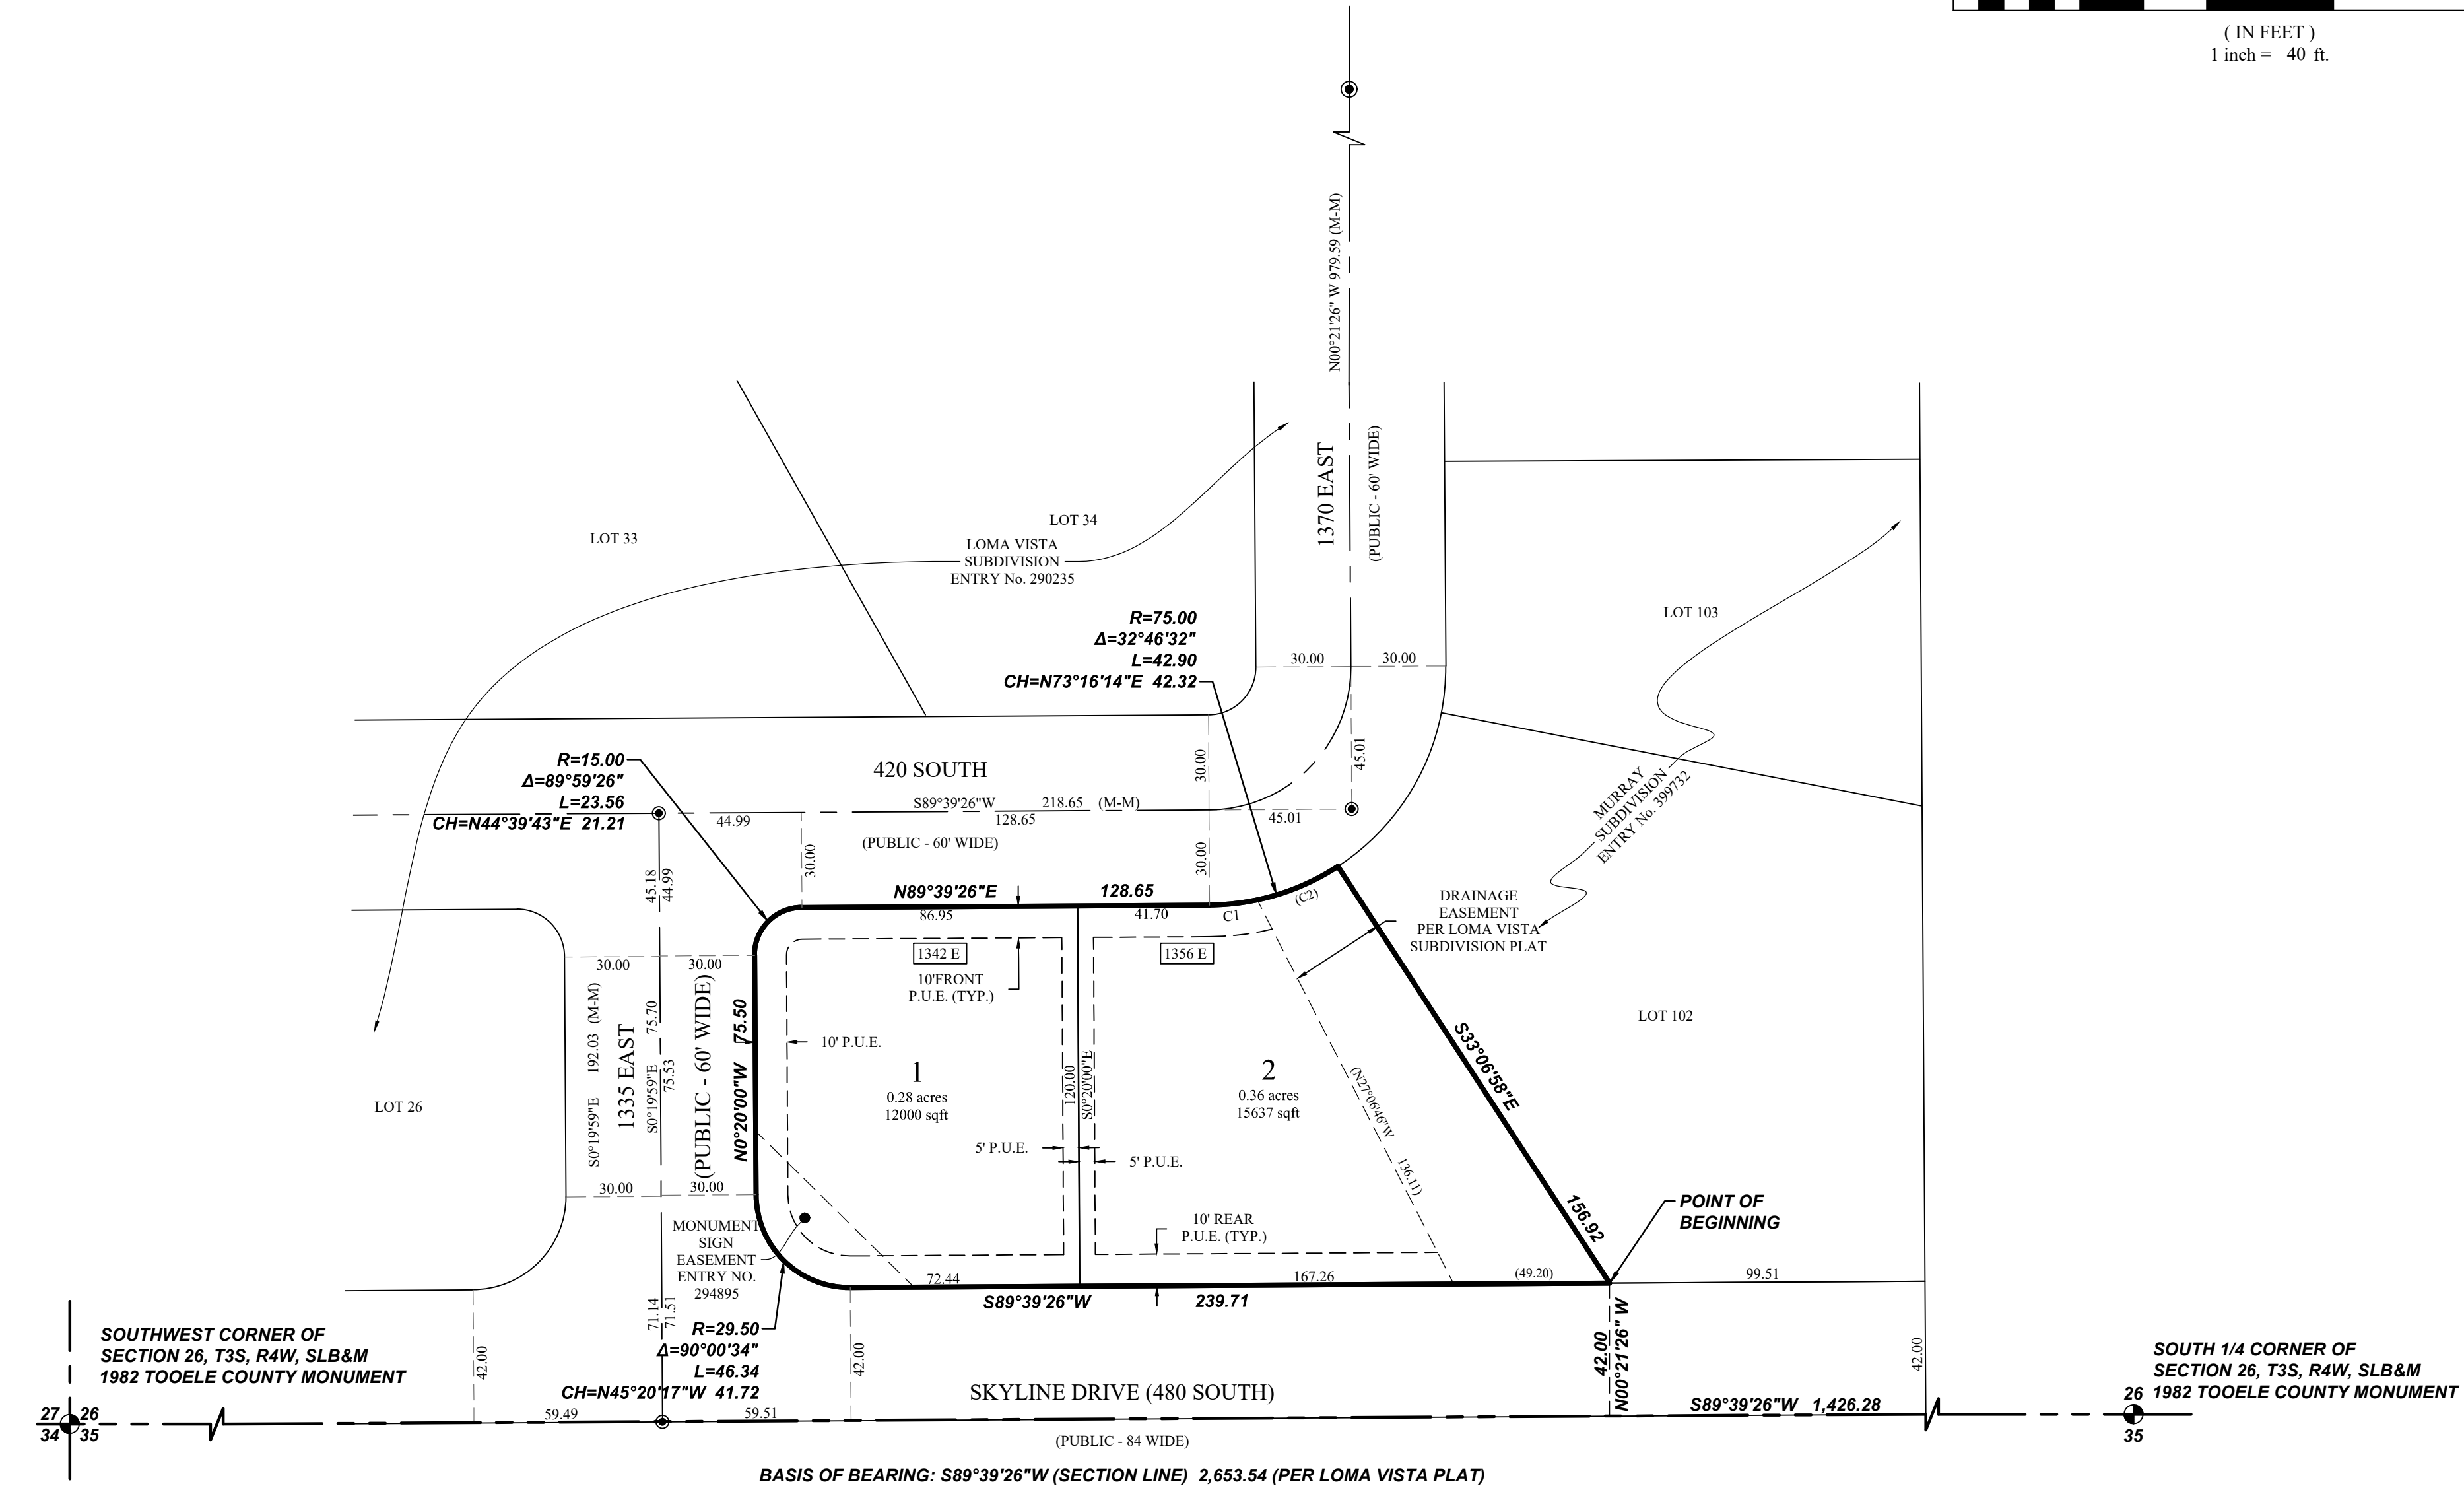 ( IN FEET )
1 inch = 40 ft.
N00°21'26" W 979.59 (M-M)
1370 EAST
(PUBLIC - 60' WIDE)
LOT 33
LOT 34
LOMA VISTA
SUBDIVISION
ENTRY No. 290235
LOT 103
R=75.00
Δ=32°46'32"
L=42.90
CH=N73°16'14"E 42.32
30.00
30.00
R=15.00
Δ=89°59'26"
L=23.56
CH=N44°39'43"E 21.21
420 SOUTH
30.00
45.01
S89°39'26"W 218.65 (M-M)
44.99
128.65
45.01
(PUBLIC - 60' WIDE)
MURRAY
SUBDIVISION
ENTRY No. 399732
30.00
30.00
45.18
44.99
N89°39'26"E 128.65
86.95
41.70
C1
(C2)
DRAINAGE
EASEMENT
PER LOMA VISTA
SUBDIVISION PLAT
1342 E
1356 E
10'FRONT
P.U.E. (TYP.)
30.00
30.00
S0°19'59"E 192.03 (M-M)
1335 EAST
S0°19'59"E 75.70
75.53
(PUBLIC - 60' WIDE)
N0°20'00"W 75.50
10' P.U.E.
1
0.28 acres
12000 sqft
120.00
S0°20'00"E
2
0.36 acres
15637 sqft
(N27°06'46"W 136.11)
S33°06'58"E 156.92
LOT 102
LOT 26
5' P.U.E.
5' P.U.E.
30.00
30.00
MONUMENT
SIGN
EASEMENT
ENTRY NO.
294895
10' REAR
P.U.E. (TYP.)
POINT OF
BEGINNING
72.44
167.26
(49.20)
99.51
S89°39'26"W 239.71
71.14
71.51
R=29.50
Δ=90°00'34"
L=46.34
CH=N45°20'17"W 41.72
42.00
42.00
42.00
N00°21'26" W
42.00
SOUTHWEST CORNER OF
SECTION 26, T3S, R4W, SLB&M
1982 TOOELE COUNTY MONUMENT
SKYLINE DRIVE (480 SOUTH)
SOUTH 1/4 CORNER OF
SECTION 26, T3S, R4W, SLB&M
1982 TOOELE COUNTY MONUMENT
27 26
34 35
59.49
59.51
S89°39'26"W 1,426.28
26
35
(PUBLIC - 84 WIDE)
BASIS OF BEARING: S89°39'26"W (SECTION LINE) 2,653.54 (PER LOMA VISTA PLAT)